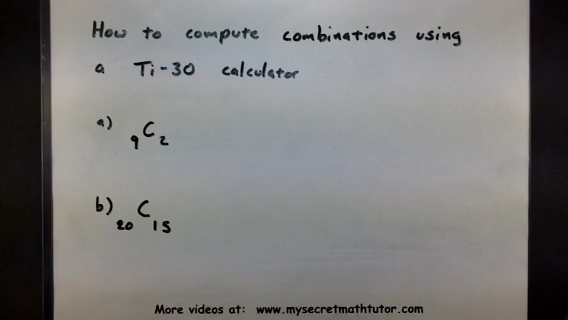 How to compute combinations using
a Ti-30 calculator
a) 9C2
b) 20C15
More videos at: www.mysecretmathtutor.com